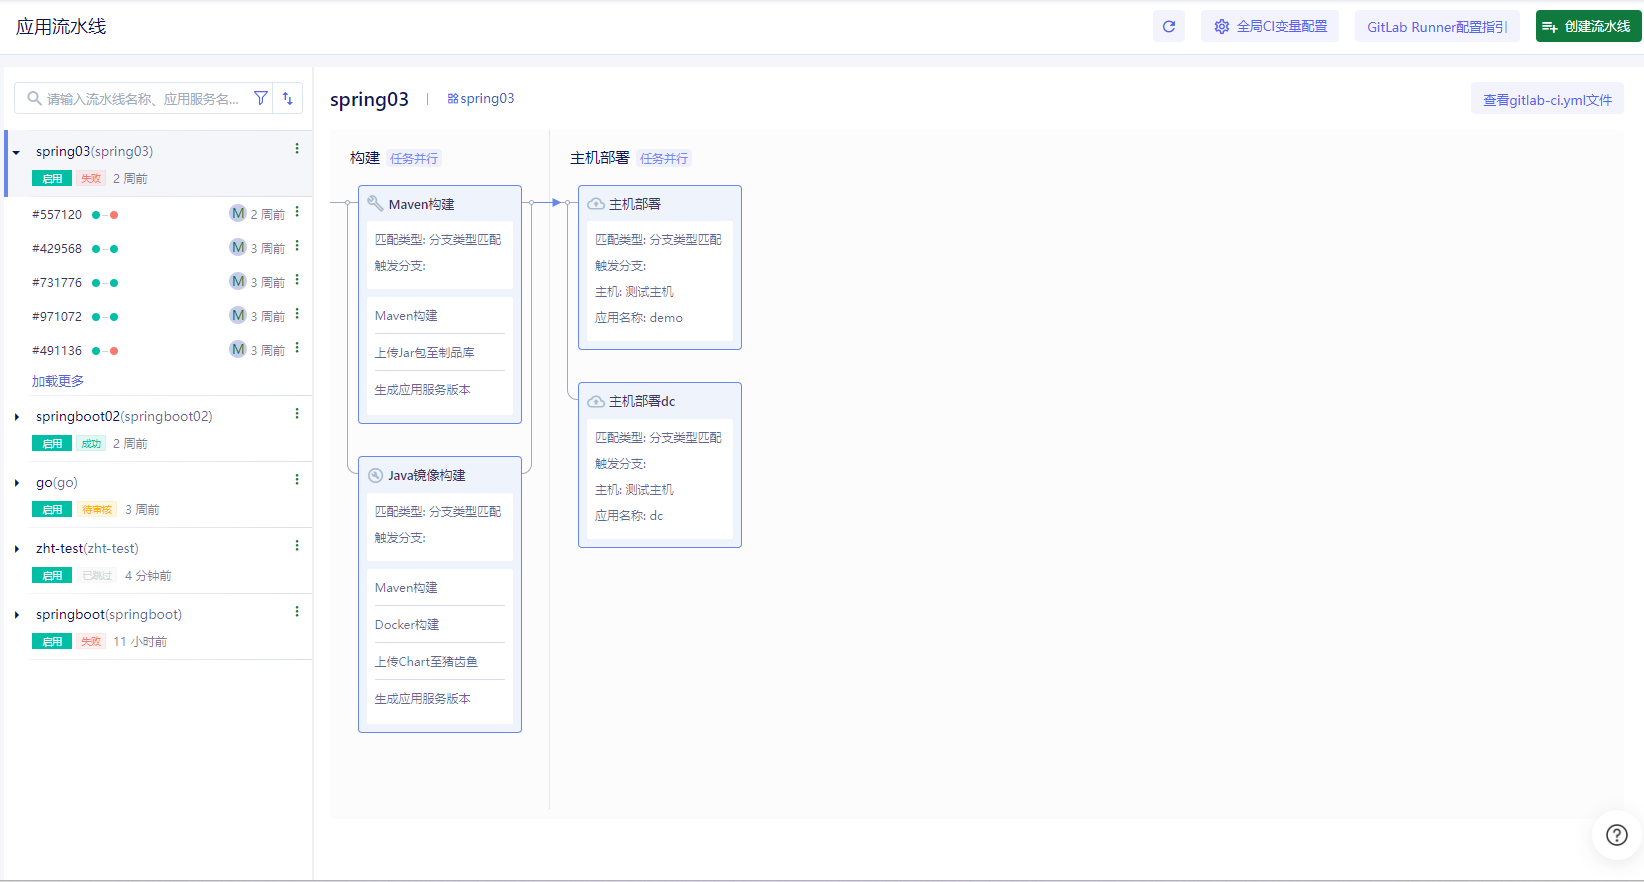 应用流水线
全局CI变量配置
GitLab Runner配置指引
创建流水线
请输入流水线名称、应用服务名...
spring03(spring03)
启用 失败 2 周前
#557120 M 2 周前
#429568 M 3 周前
#731776 M 3 周前
#971072 M 3 周前
#491136 M 3 周前
加载更多
springboot02(springboot02)
启用 成功 2 周前
go(go)
启用 待审核 3 周前
zht-test(zht-test)
启用 已跳过 4 分钟前
springboot(springboot)
启用 失败 11 小时前
spring03 | spring03
查看gitlab-ci.yml文件
构建 任务并行
Maven构建
匹配类型: 分支类型匹配
触发分支:
Maven构建
上传Jar包至制品库
生成应用服务版本
Java镜像构建
匹配类型: 分支类型匹配
触发分支:
Maven构建
Docker构建
上传Chart至猪齿鱼
生成应用服务版本
主机部署 任务并行
主机部署
匹配类型: 分支类型匹配
触发分支:
主机: 测试主机
应用名称: demo
主机部署dc
匹配类型: 分支类型匹配
触发分支:
主机: 测试主机
应用名称: dc